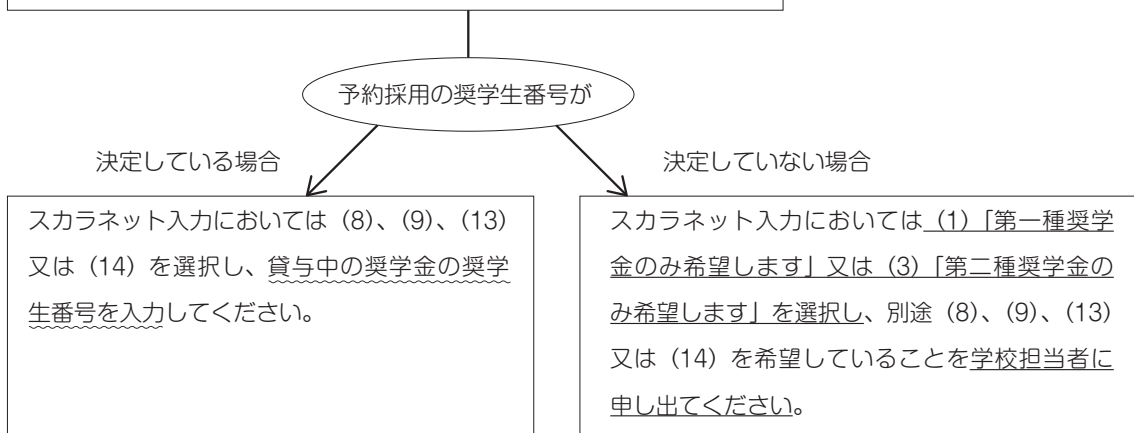 予約採用の奨学生番号が
決定している場合
決定していない場合
スカラネット入力においては（8）、（9）、（13）
又は（14）を選択し、貸与中の奨学金の奨学
生番号を入力してください。
スカラネット入力においては（1）「第一種奨学
金のみ希望します」又は（3）「第二種奨学金の
み希望します」を選択し、別途（8）、（9）、（13）
又は（14）を希望していることを学校担当者に
申し出てください。